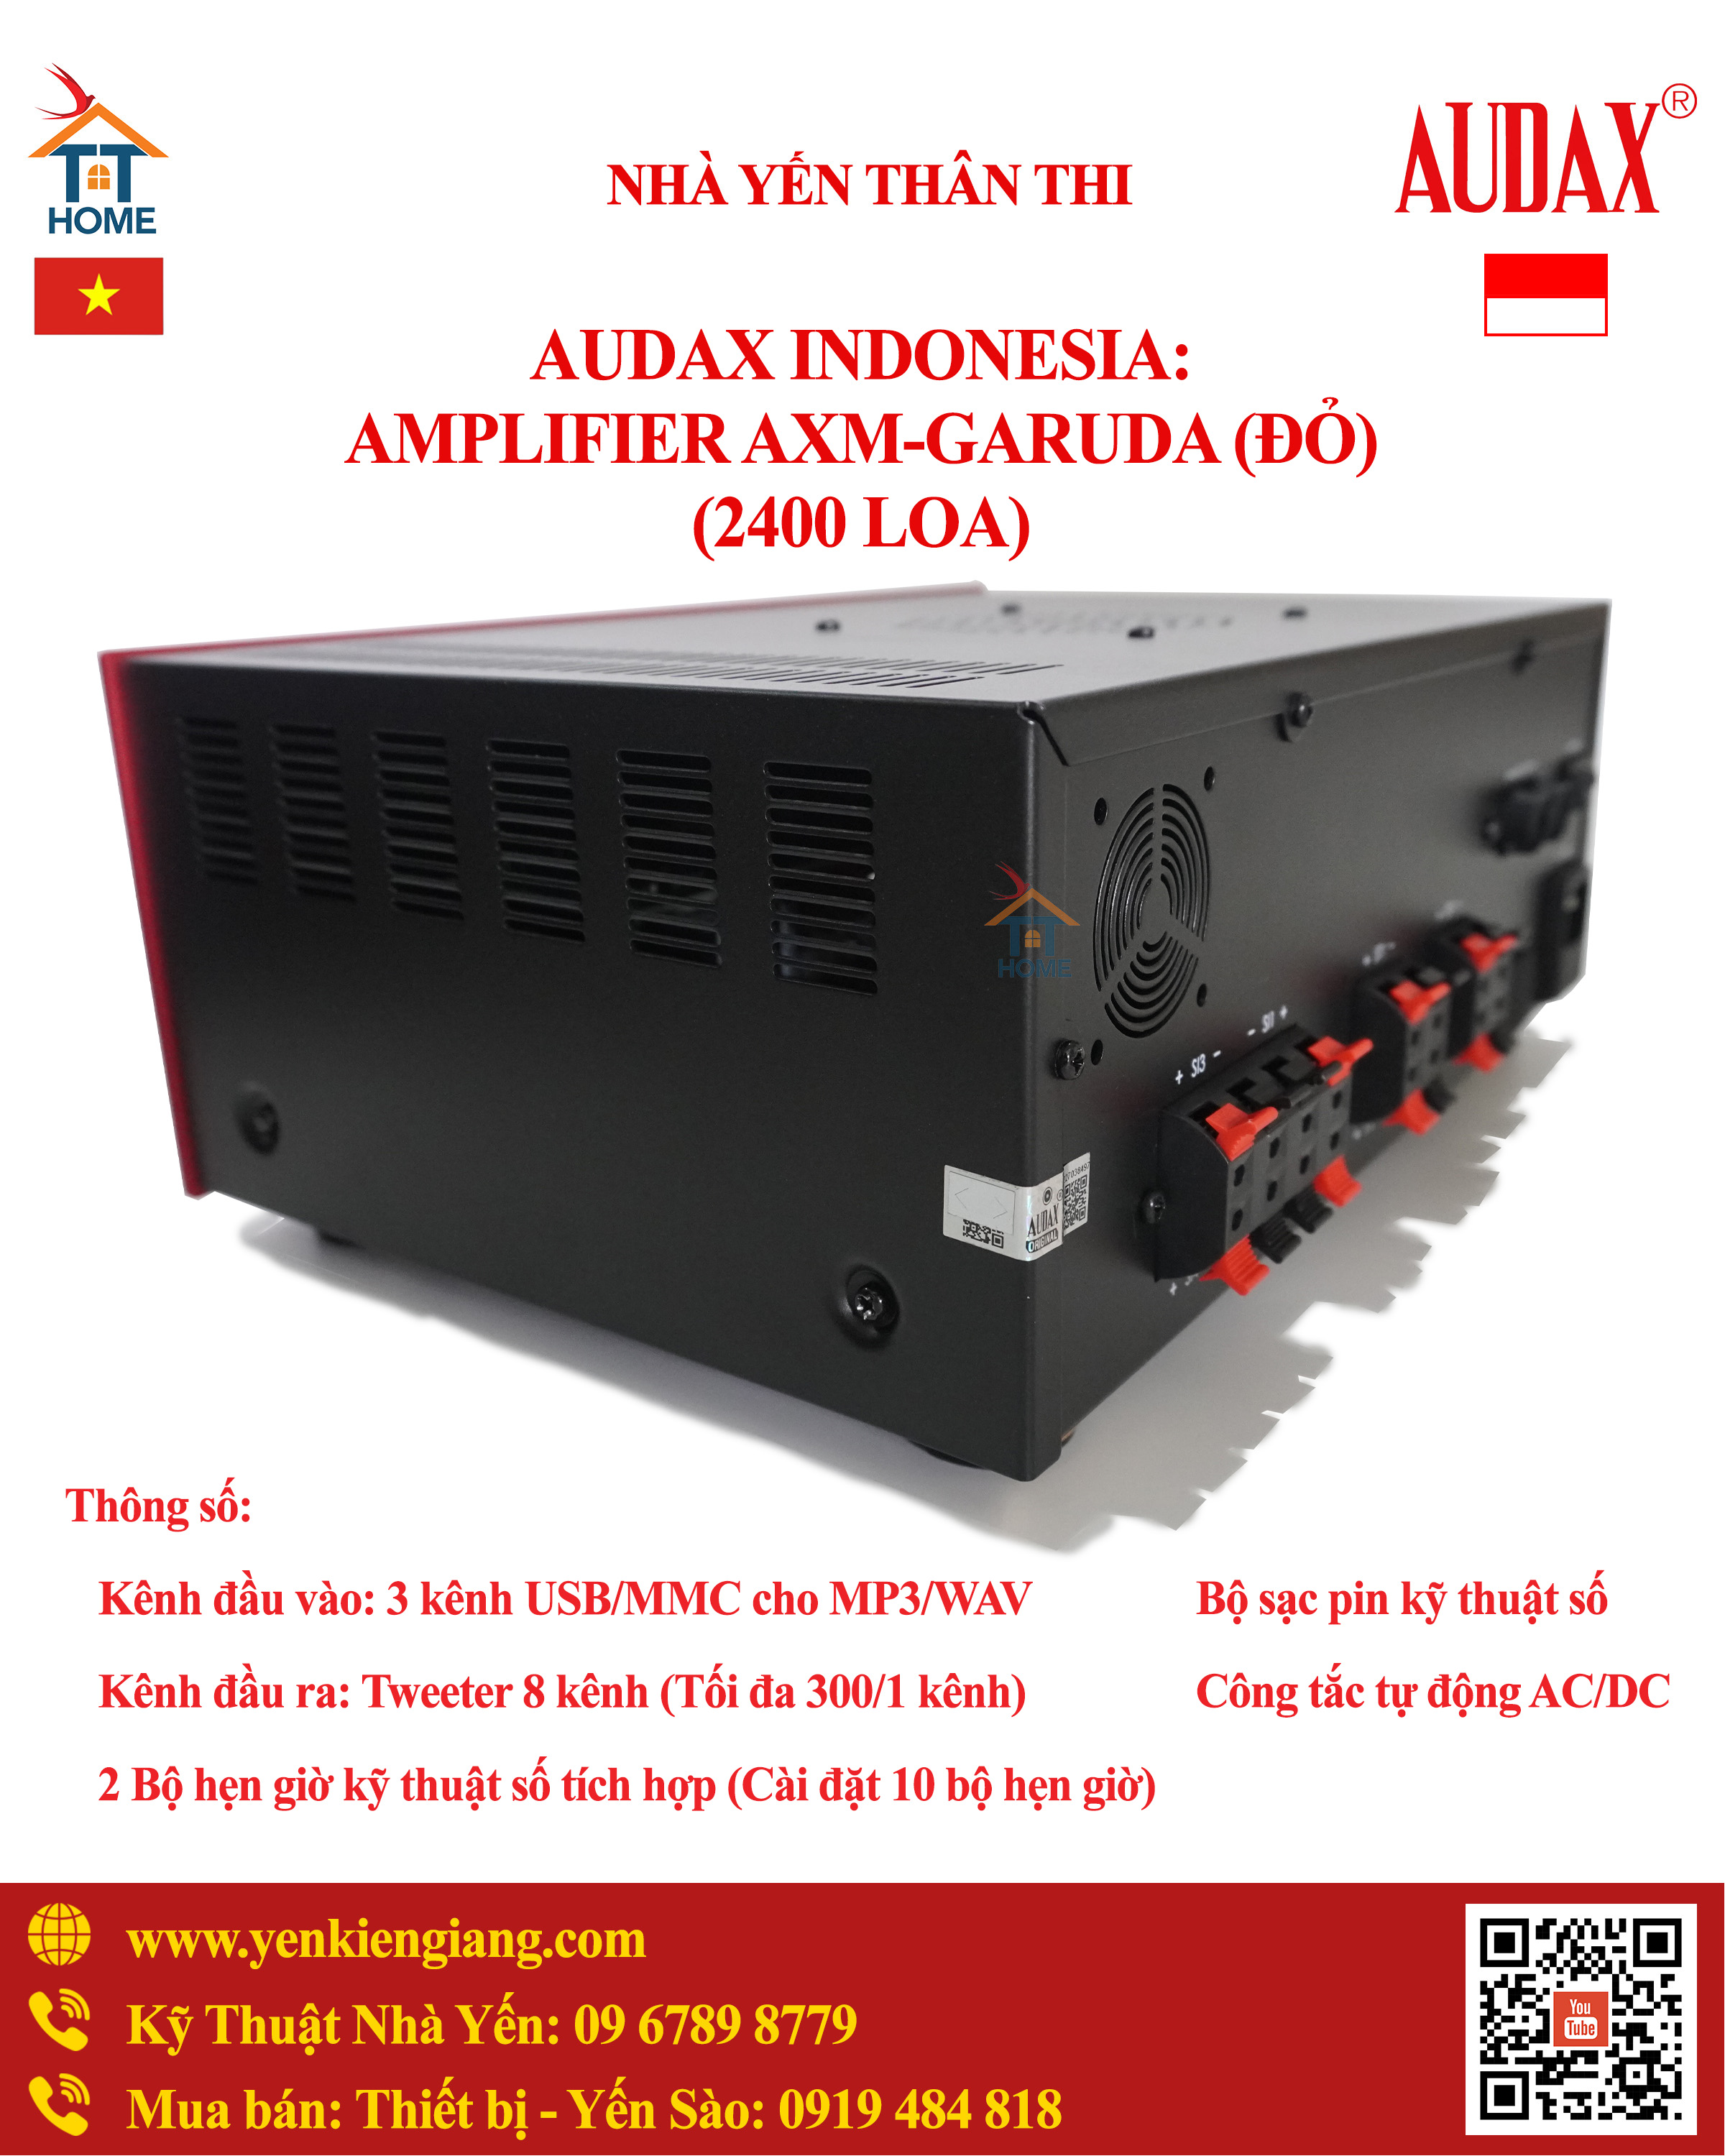 TT
HOME
NHÀ YẾN THÂN THI
AUDAX®
AUDAX INDONESIA:
AMPLIFIER AXM-GARUDA (ĐỎ)
(2400 LOA)
TT
HOME
+ SI3 -
- SI1 +
AUDAX
ORIGINAL
Thông số:
Kênh đầu vào: 3 kênh USB/MMC cho MP3/WAV
Bộ sạc pin kỹ thuật số
Kênh đầu ra: Tweeter 8 kênh (Tối đa 300/1 kênh)
Công tắc tự động AC/DC
2 Bộ hẹn giờ kỹ thuật số tích hợp (Cài đặt 10 bộ hẹn giờ)
www.yenkiengiang.com
Kỹ Thuật Nhà Yến: 09 6789 8779
Mua bán: Thiết bị - Yến Sào: 0919 484 818
You
Tube